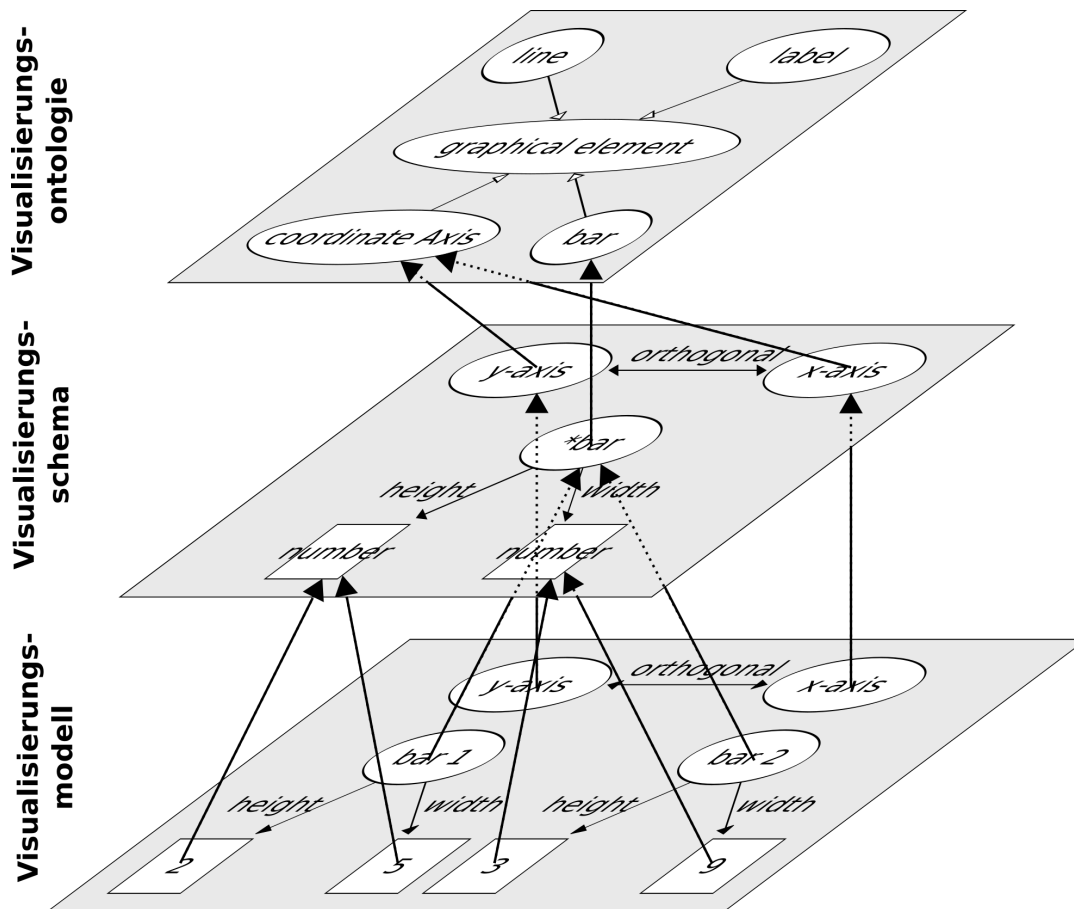 Visualisierungs-
ontologie
line
label
graphical element
coordinate Axis
bar
Visualisierungs-
schema
y-axis
orthogonal
x-axis
*bar
height
width
number
number
Visualisierungs-
modell
y-axis
orthogonal
x-axis
bar 1
bar 2
height
width
height
width
2
5
3
9